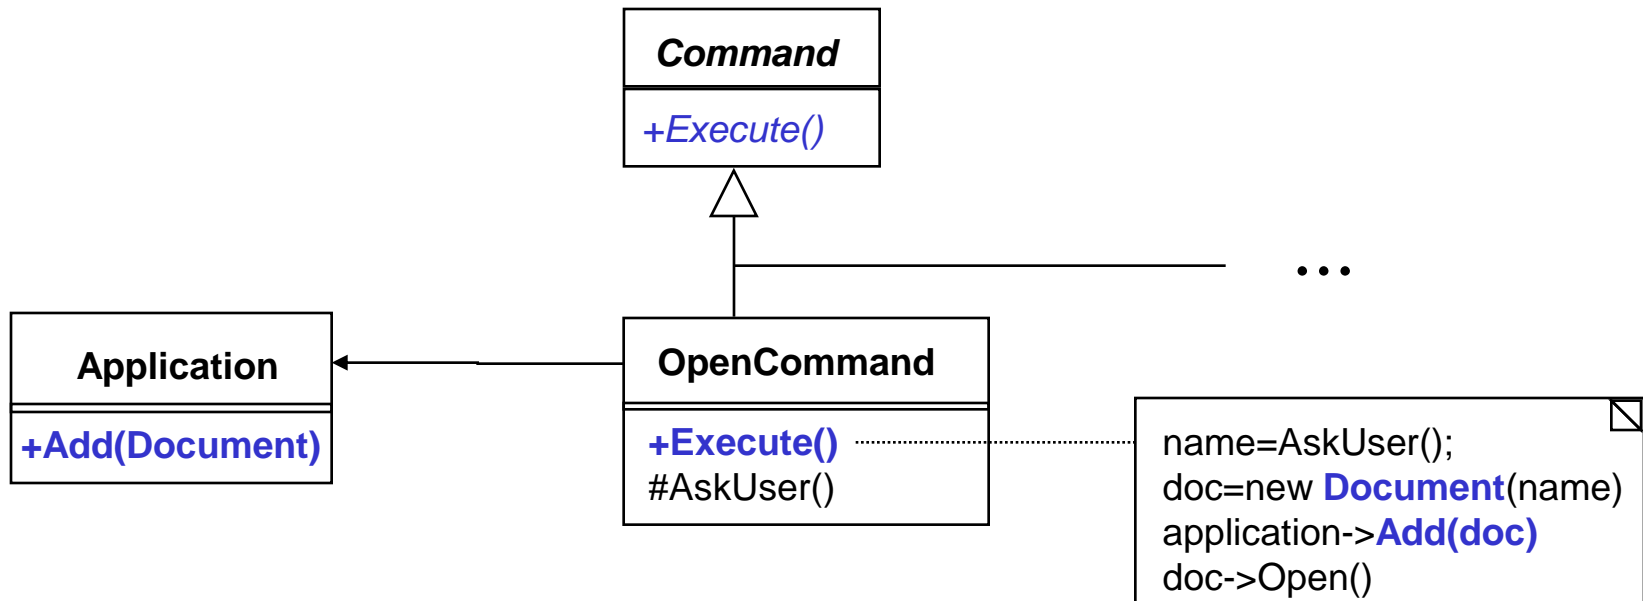 Command
+Execute()
...
Application
+Add(Document)
OpenCommand
+Execute()
#AskUser()
name=AskUser();
doc=new Document(name)
application->Add(doc)
doc->Open()